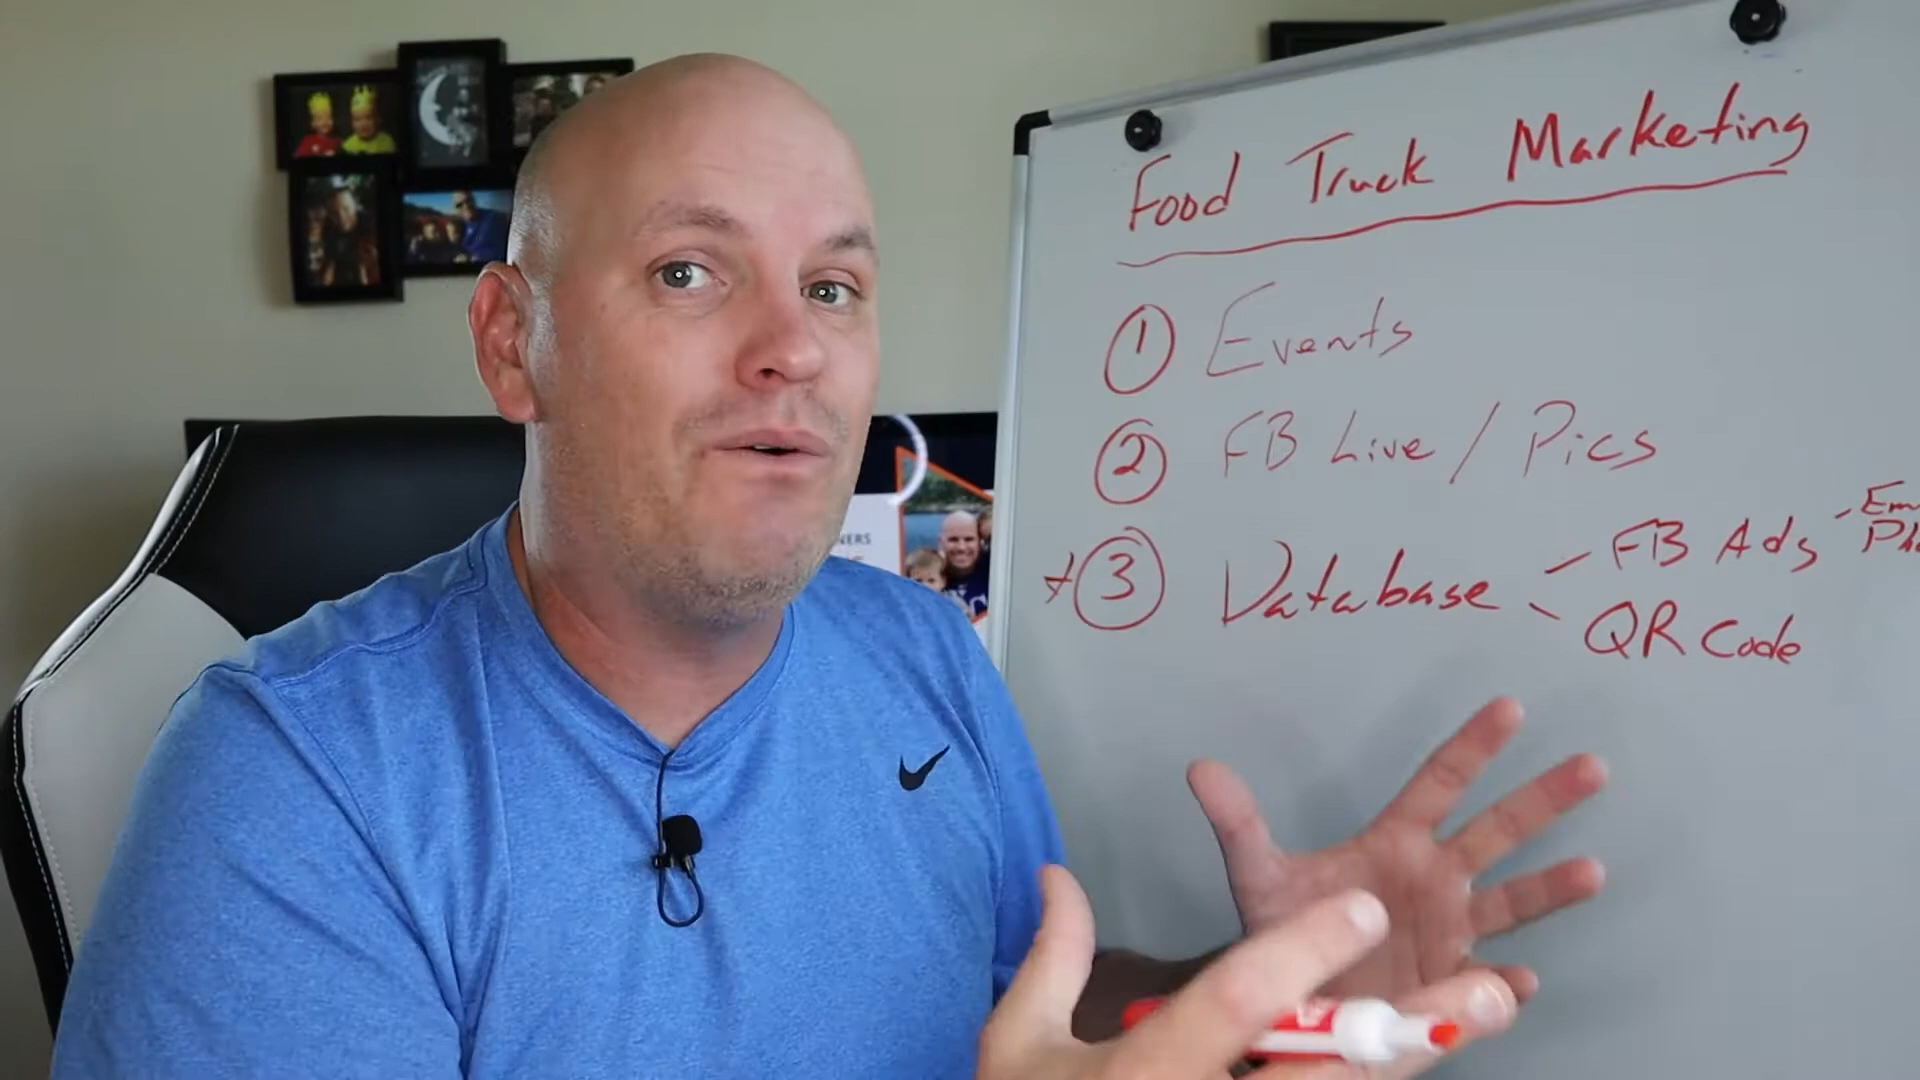 Food Truck Marketing
1 Events
2 FB Live / Pics
3 Database - FB Ads -
QR Code